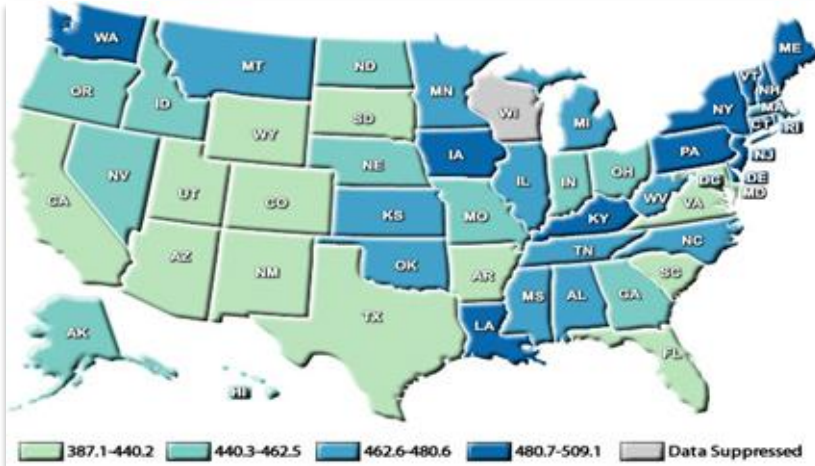 WA
MT
ND
MN
ME
VT
NH
OR
ID
SD
WI
MI
NY
MA
CT
RI
WY
IA
PA
NJ
NE
NV
UT
CO
IL
IN
OH
DC
DE
MD
WV
VA
CA
KS
MO
KY
AZ
NM
OK
AR
TN
NC
SC
TX
LA
MS
AL
GA
FL
AK
HI
387.1-440.2
440.3-462.5
462.6-480.6
480.7-509.1
Data Suppressed